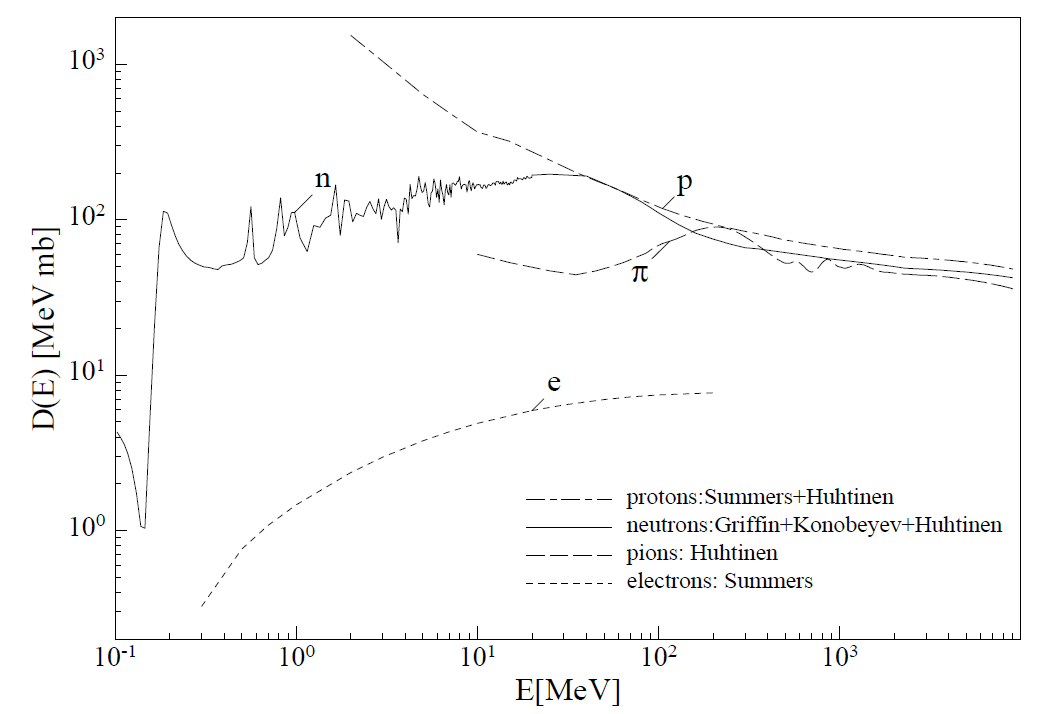 10³
10²
10¹
10⁰
D(E) [MeV mb]
n
p
π
e
protons:Summers+Huhtinen
neutrons:Griffin+Konobeyev+Huhtinen
pions: Huhtinen
electrons: Summers
10⁻¹ 10⁰ 10¹ 10² 10³
E[MeV]